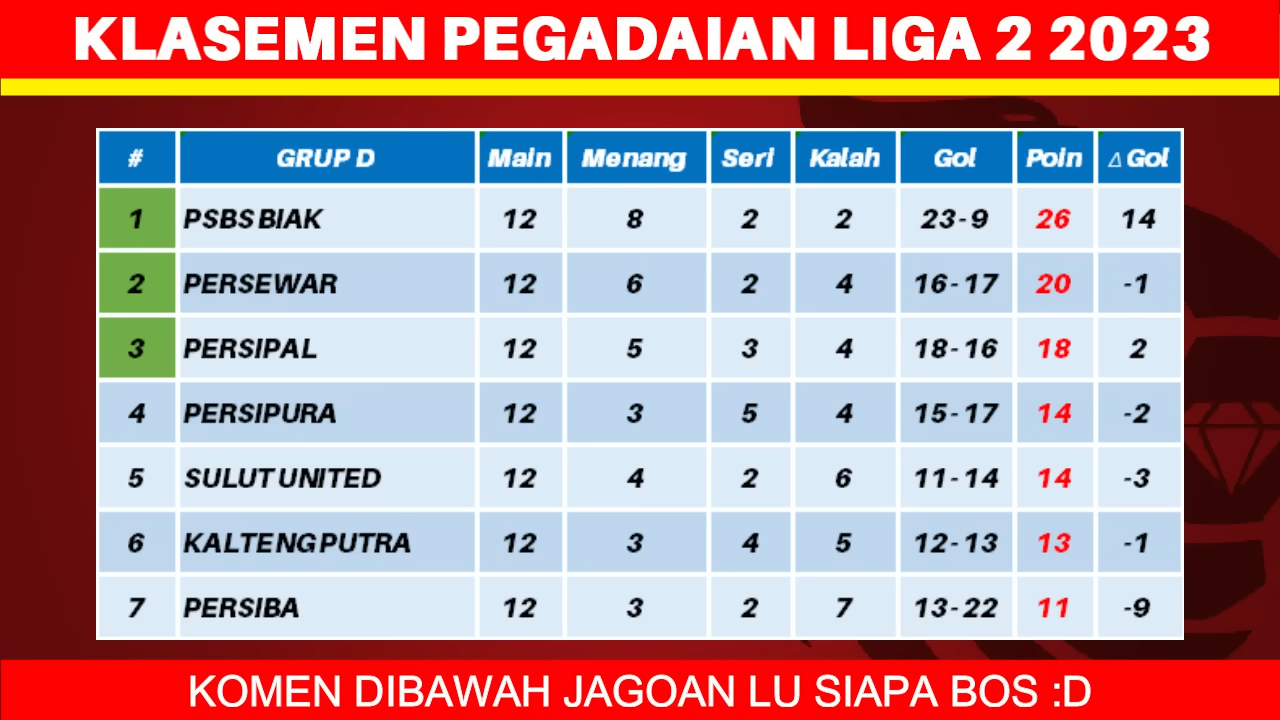 KLASEMEN PEGADAIAN LIGA 2 2023
# GRUP D Main Menang Seri Kalah Gol Poin Δ Gol
1 PSBS BIAK 12 8 2 2 23-9 26 14
2 PERSEWAR 12 6 2 4 16-17 20 -1
3 PERSIPAL 12 5 3 4 18-16 18 2
4 PERSIPURA 12 3 5 4 15-17 14 -2
5 SULUT UNITED 12 4 2 6 11-14 14 -3
6 KALTENG PUTRA 12 3 4 5 12-13 13 -1
7 PERSIBA 12 3 2 7 13-22 11 -9
KOMEN DIBAWAH JAGOAN LU SIAPA BOS :D